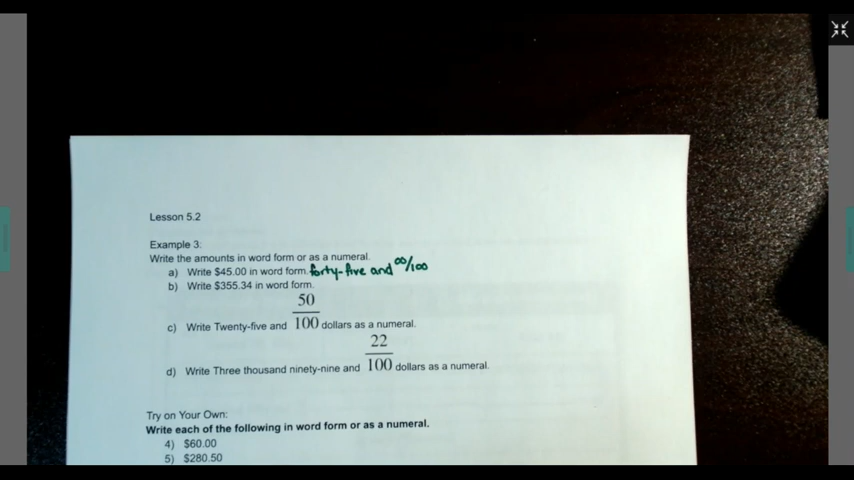 Lesson 5.2
Example 3:
Write the amounts in word form or as a numeral.
a) Write $45.00 in word form. forty-five and 00/100
b) Write $355.34 in word form.
c) Write Twenty-five and 50/100 dollars as a numeral.
d) Write Three thousand ninety-nine and 22/100 dollars as a numeral.
Try on Your Own:
Write each of the following in word form or as a numeral.
4) $60.00
5) $280.50